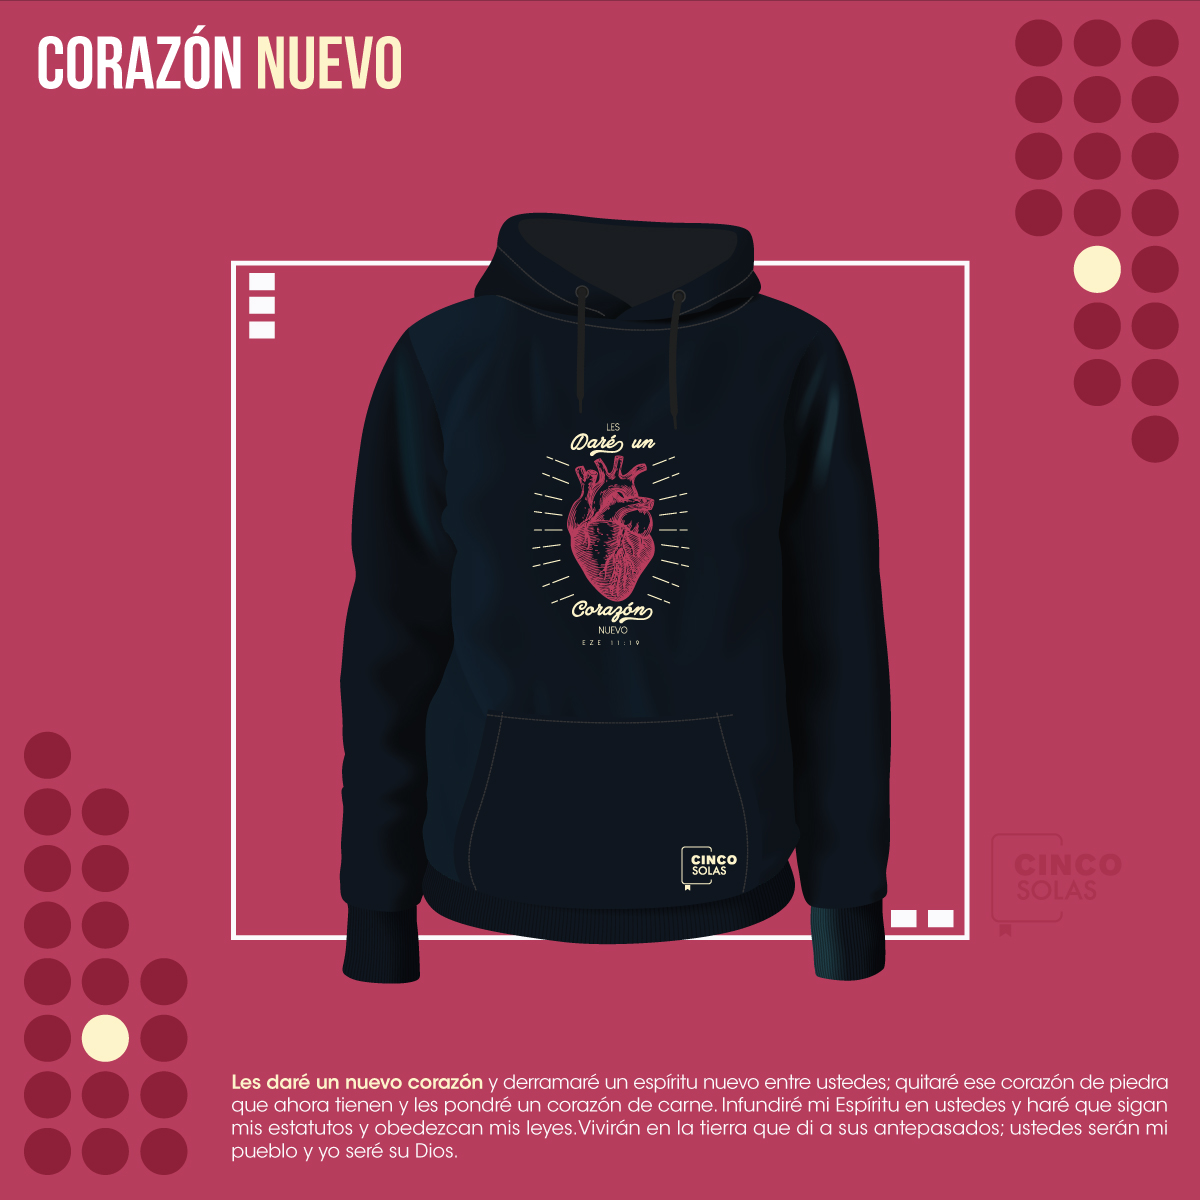 CORAZÓN NUEVO
LES
Daré un
Corazón
NUEVO
EZE 11:19
CINCO
SOLAS
CINCO
SOLAS
Les daré un nuevo corazón y derramaré un espíritu nuevo entre ustedes; quitaré ese corazón de piedra
que ahora tienen y les pondré un corazón de carne. Infundiré mi Espíritu en ustedes y haré que sigan
mis estatutos y obedezcan mis leyes.Vivirán en la tierra que di a sus antepasados; ustedes serán mi
pueblo y yo seré su Dios.